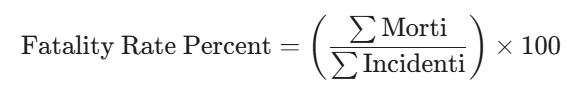 Fatality Rate Percent = ( ∑ Morti / ∑ Incidenti ) × 100